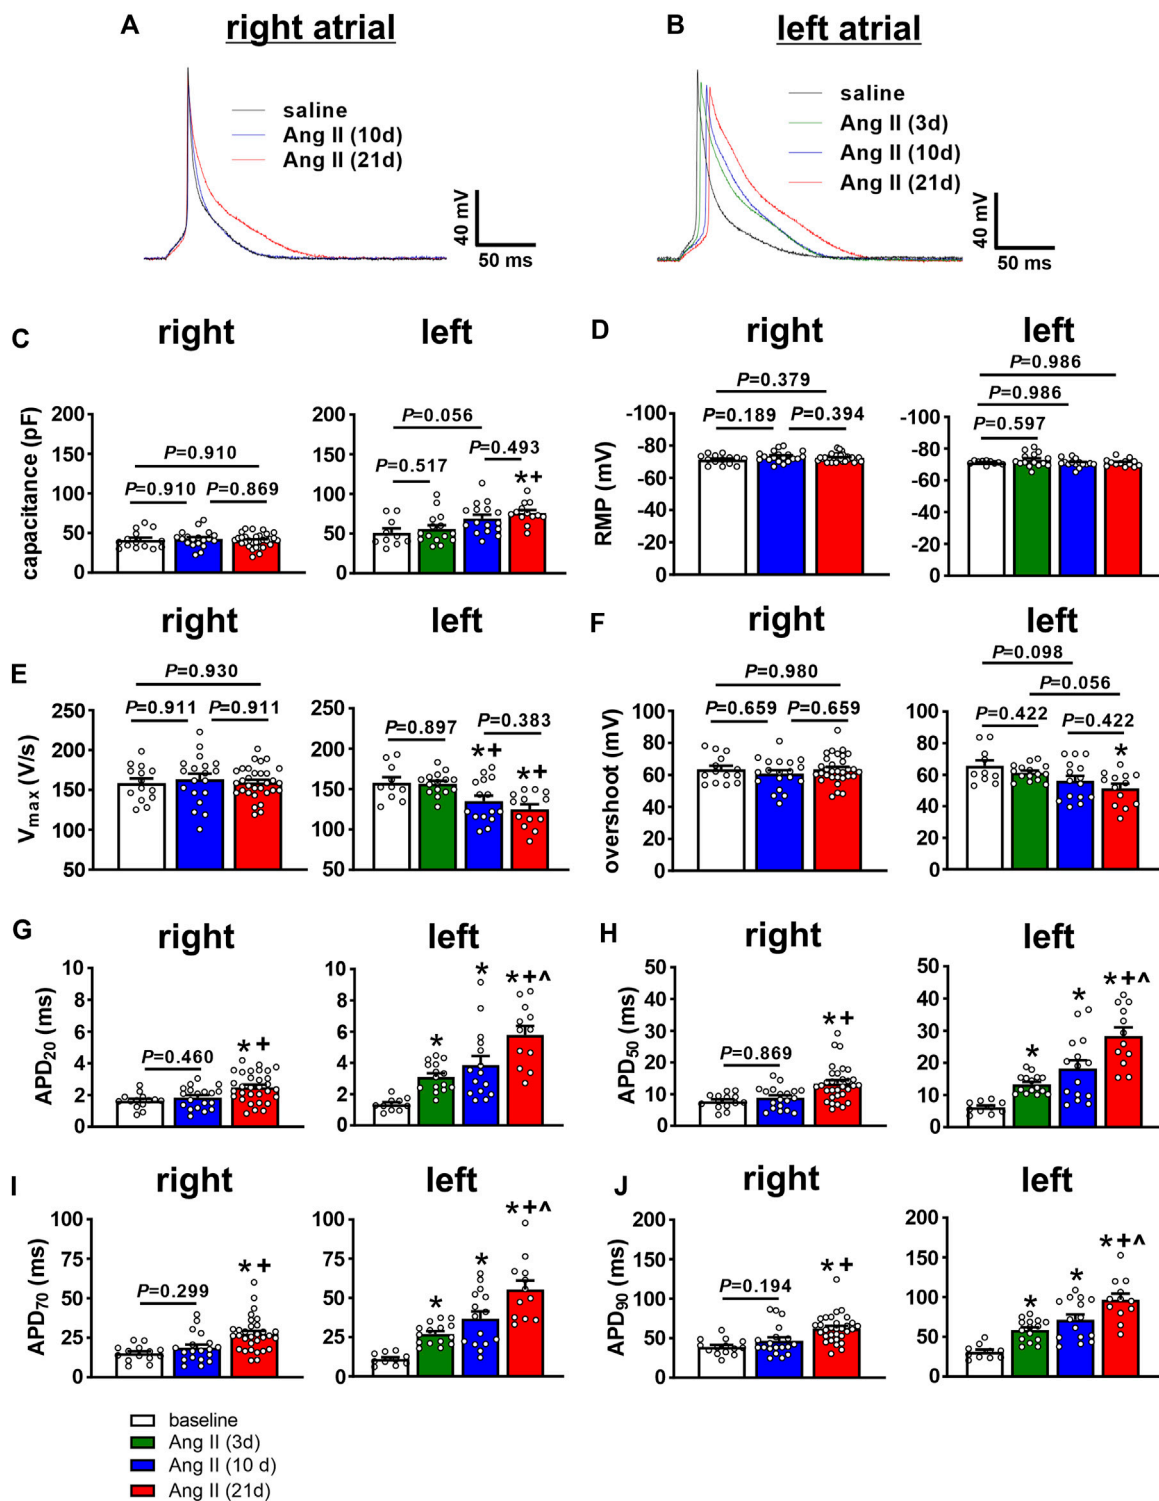 A right atrial
saline
Ang II (10d)
Ang II (21d)
40 mV
50 ms
B left atrial
saline
Ang II (3d)
Ang II (10d)
Ang II (21d)
40 mV
50 ms
C right left
capacitance (pF)
200
150
100
50
0
P=0.910
P=0.910 P=0.869
200
150
100
50
0
P=0.056
P=0.493
P=0.517
*+
D right left
RMP (mV)
-100
-80
-60
-40
-20
0
P=0.379
P=0.189 P=0.394
-100
-80
-60
-40
-20
0
P=0.986
P=0.986
P=0.597
E right left
Vmax (V/s)
250
200
150
100
50
P=0.930
P=0.911 P=0.911
250
200
150
100
50
P=0.897 P=0.383
*+ *+
F right left
overshoot (mV)
100
80
60
40
20
0
P=0.980
P=0.659 P=0.659
100
80
60
40
20
0
P=0.098
P=0.056
P=0.422 P=0.422
*
G right left
APD20 (ms)
10
8
6
4
2
0
P=0.460
*+
10
8
6
4
2
0
* * *+^
H right left
APD50 (ms)
50
40
30
20
10
0
P=0.869
*+
50
40
30
20
10
0
* * *+^
I right left
APD70 (ms)
100
75
50
25
0
P=0.299
*+
100
75
50
25
0
* * *+^
J right left
APD90 (ms)
200
150
100
50
0
P=0.194
*+
200
150
100
50
0
* * *+^
baseline
Ang II (3d)
Ang II (10 d)
Ang II (21d)